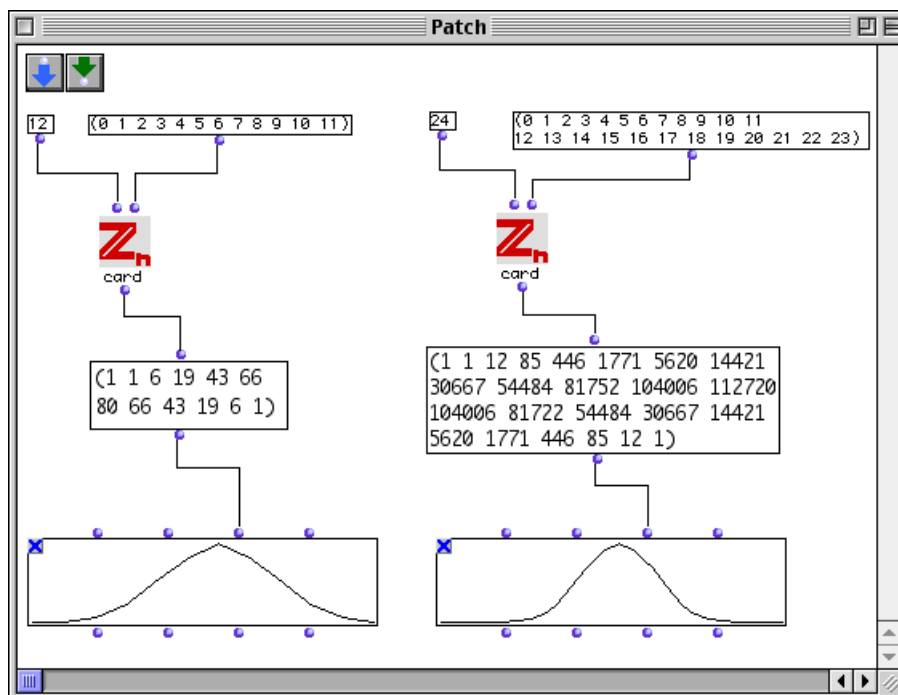 Patch
12
(0 1 2 3 4 5 6 7 8 9 10 11)
24
(0 1 2 3 4 5 6 7 8 9 10 11
12 13 14 15 16 17 18 19 20 21 22 23)
Zn
card
Zn
card
(1 1 6 19 43 66
80 66 43 19 6 1)
(1 1 12 85 446 1771 5620 14421
30667 54484 81752 104006 112720
104006 81722 54484 30667 14421
5620 1771 446 85 12 1)